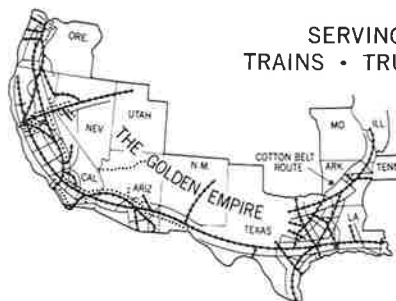 SERVING
TRAINS • TRU
ORE.
NEV
UTAH
CAL
ARIZ
N.M.
THE GOLDEN EMPIRE
TEXAS
COTTON BELT
ROUTE
MO
ILL
ARK.
TENN
LA